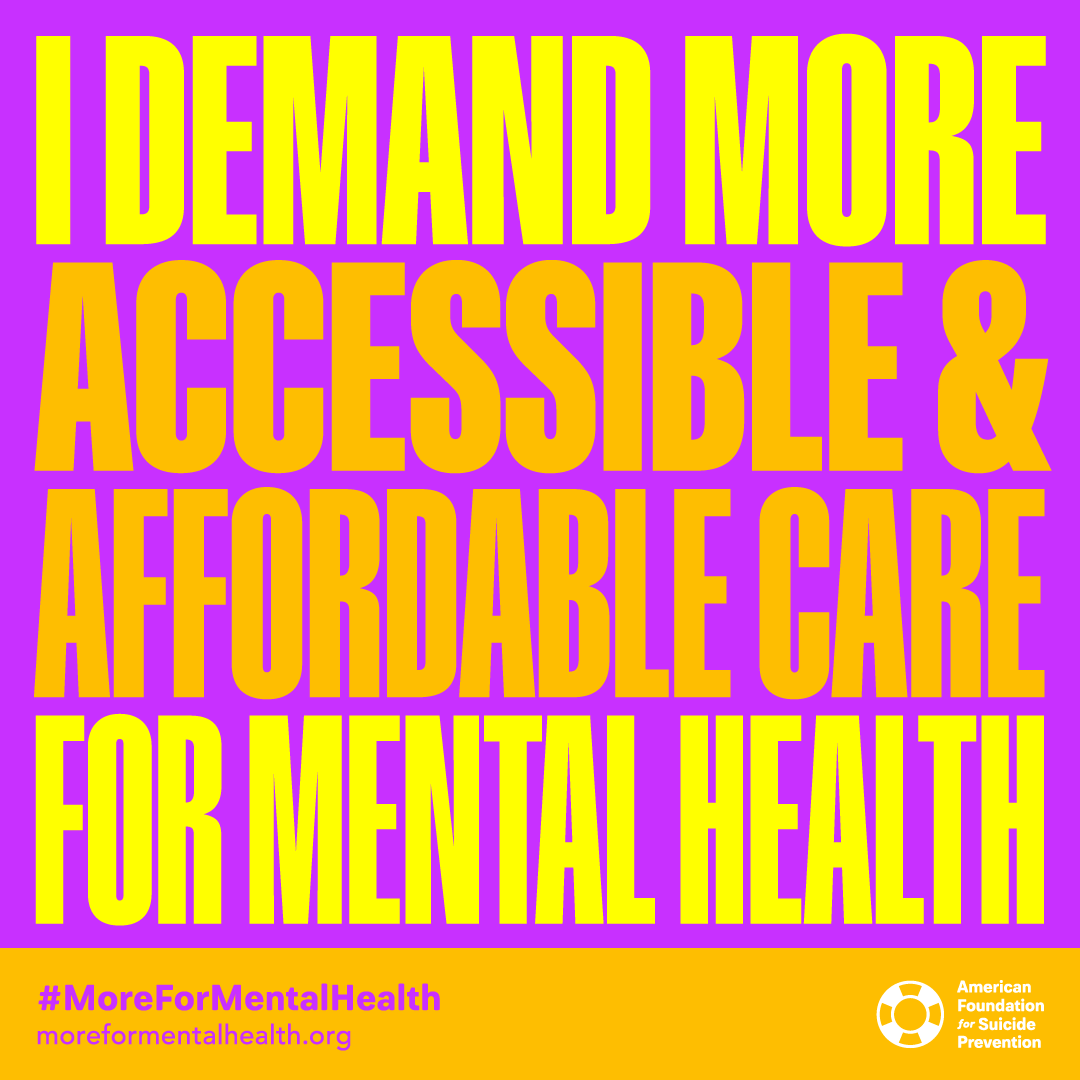 I DEMAND MORE
ACCESSIBLE &
AFFORDABLE CARE
FOR MENTAL HEALTH
#MoreForMentalHealth
moreformentalhealth.org
American
Foundation
for Suicide
Prevention